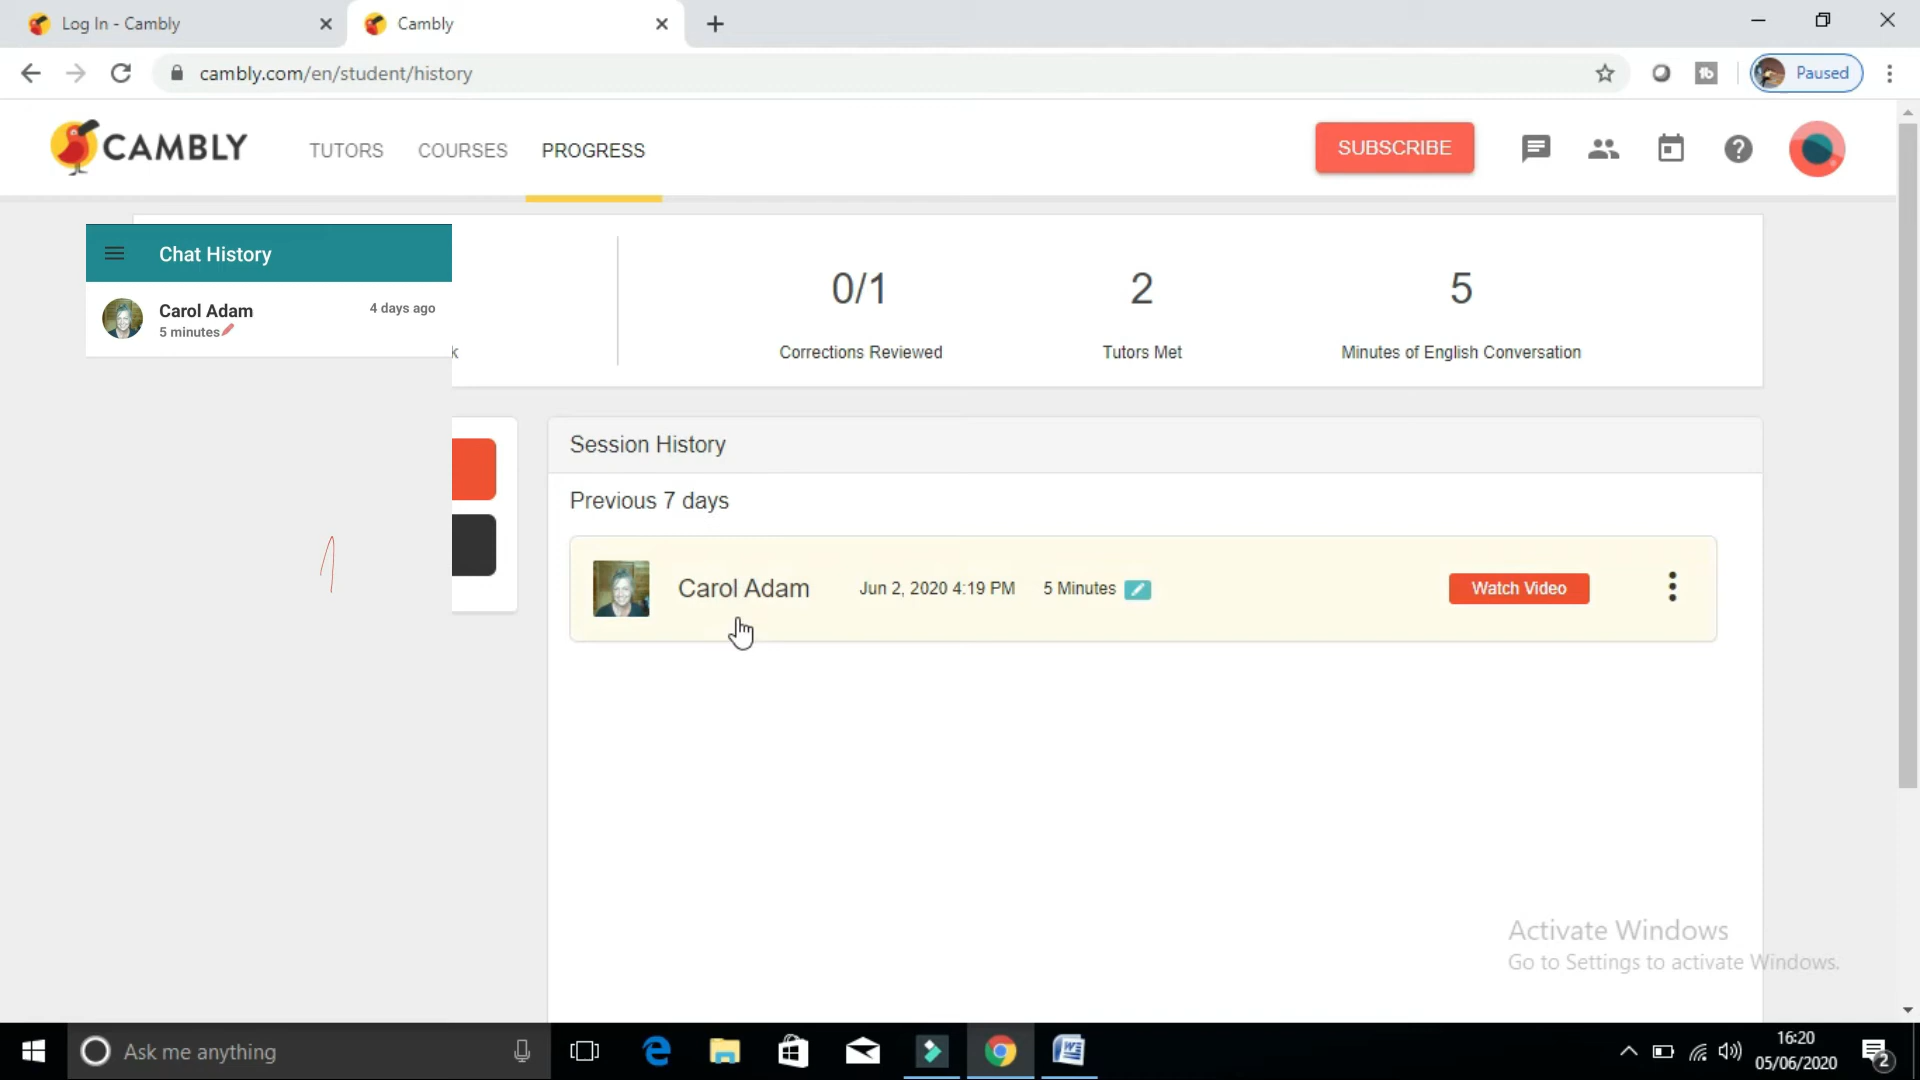 Log In - Cambly
Cambly
cambly.com/en/student/history
Paused
CAMBLY
TUTORS
COURSES
PROGRESS
SUBSCRIBE
Chat History
Carol Adam
4 days ago
5 minutes
k
0/1
2
5
Corrections Reviewed
Tutors Met
Minutes of English Conversation
Session History
Previous 7 days
Carol Adam
Jun 2, 2020 4:19 PM
5 Minutes
Watch Video
Activate Windows
Go to Settings to activate Windows.
Ask me anything
16:20
05/06/2020
2